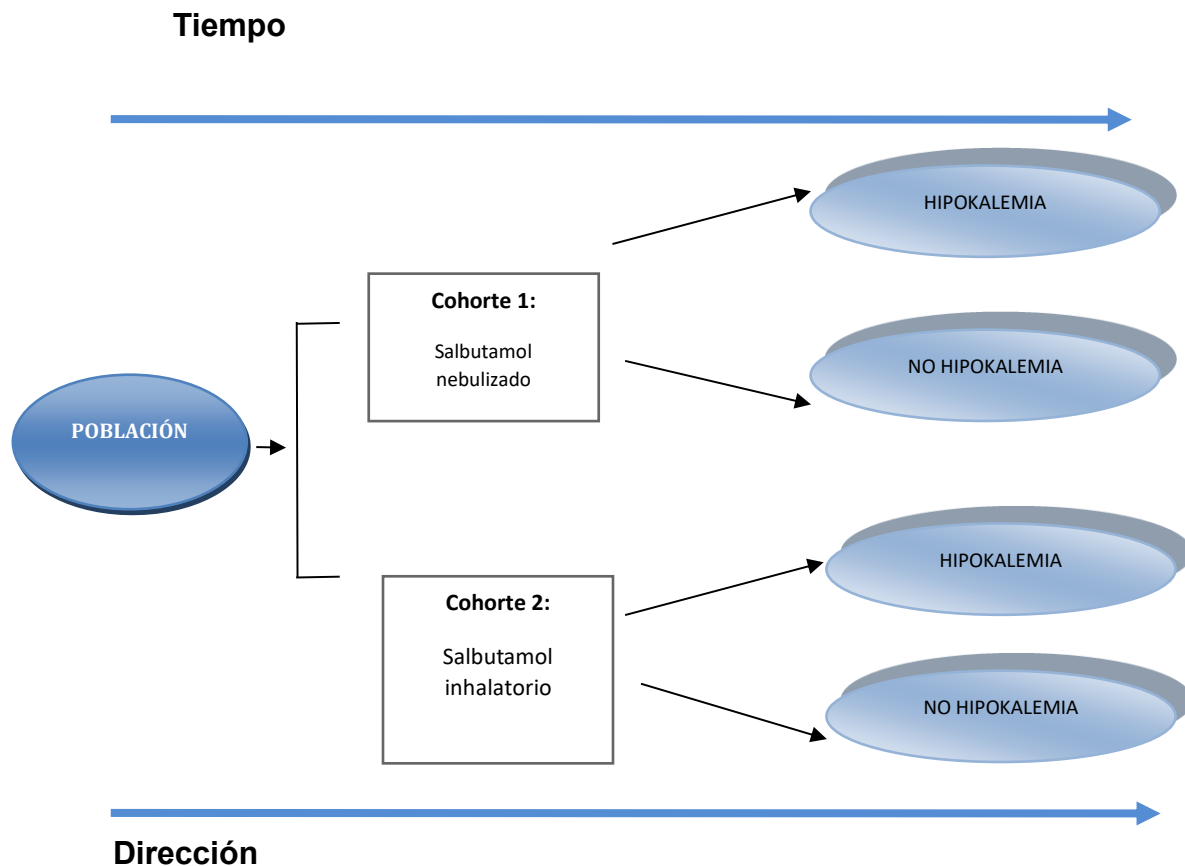 Tiempo
HIPOKALEMIA
Cohorte 1:
Salbutamol
nebulizado
NO HIPOKALEMIA
POBLACIÓN
HIPOKALEMIA
Cohorte 2:
Salbutamol
inhalatorio
NO HIPOKALEMIA
Dirección